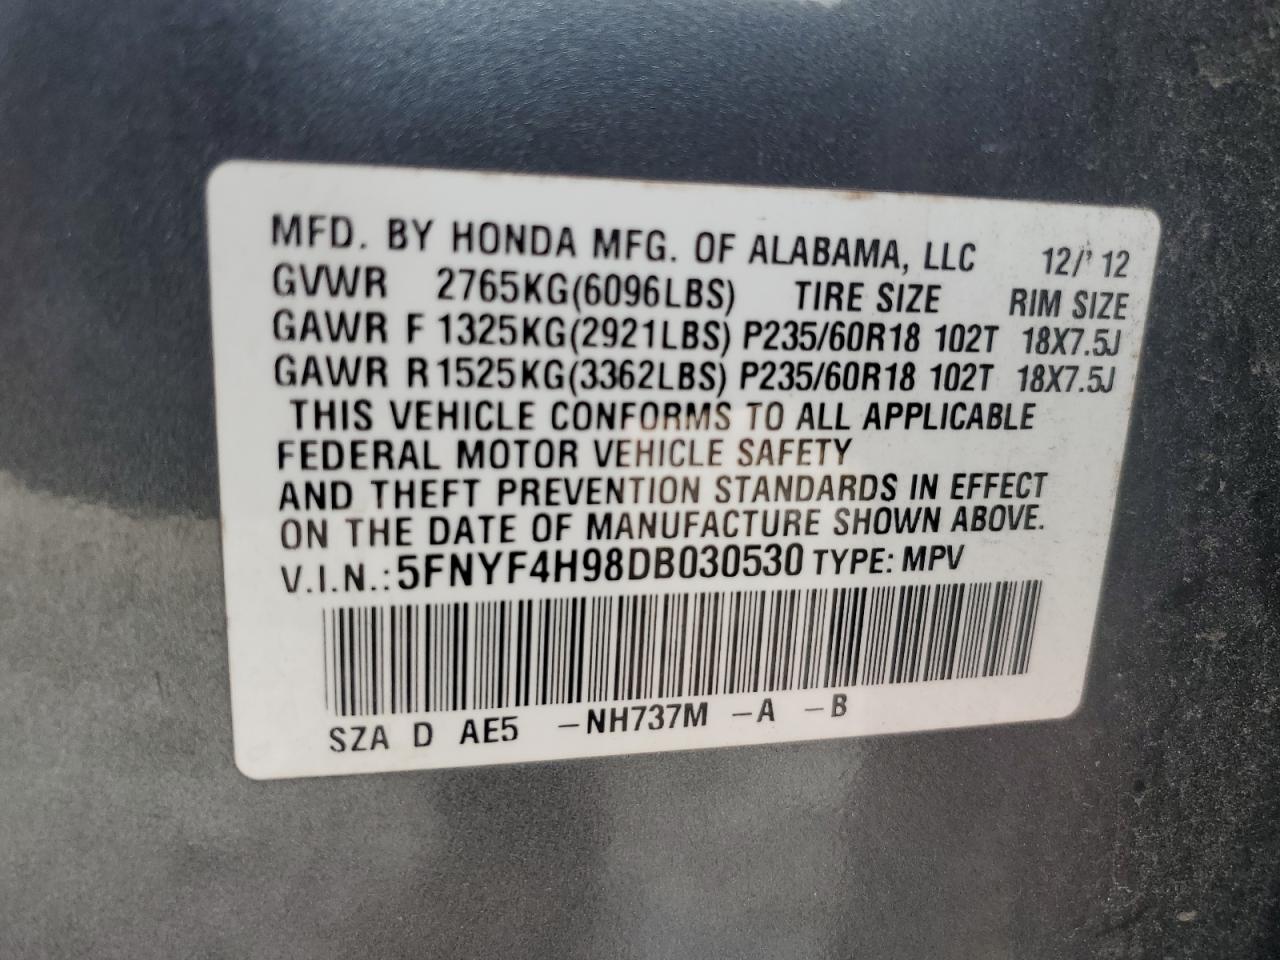 MFD. BY HONDA MFG. OF ALABAMA, LLC 12/'12
GVWR 2765KG(6096LBS) TIRE SIZE RIM SIZE
GAWR F 1325KG(2921LBS) P235/60R18 102T 18X7.5J
GAWR R 1525KG(3362LBS) P235/60R18 102T 18X7.5J
THIS VEHICLE CONFORMS TO ALL APPLICABLE
FEDERAL MOTOR VEHICLE SAFETY
AND THEFT PREVENTION STANDARDS IN EFFECT
ON THE DATE OF MANUFACTURE SHOWN ABOVE.
V.I.N.: 5FNYF4H98DB030530 TYPE: MPV
SZA D AE5 -NH737M -A -B